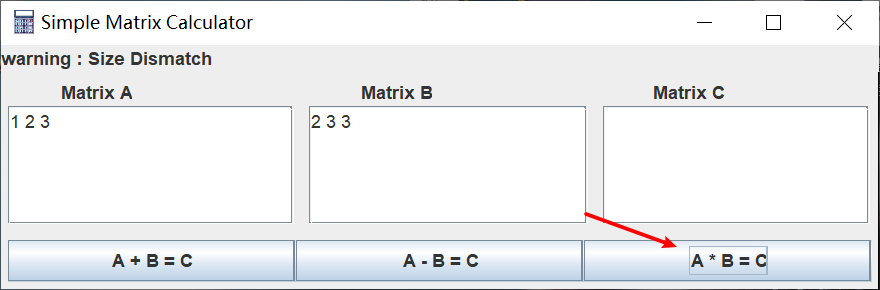 Simple Matrix Calculator
warning : Size Dismatch
Matrix A Matrix B Matrix C
1 2 3 2 3 3
A + B = C A - B = C A * B = C